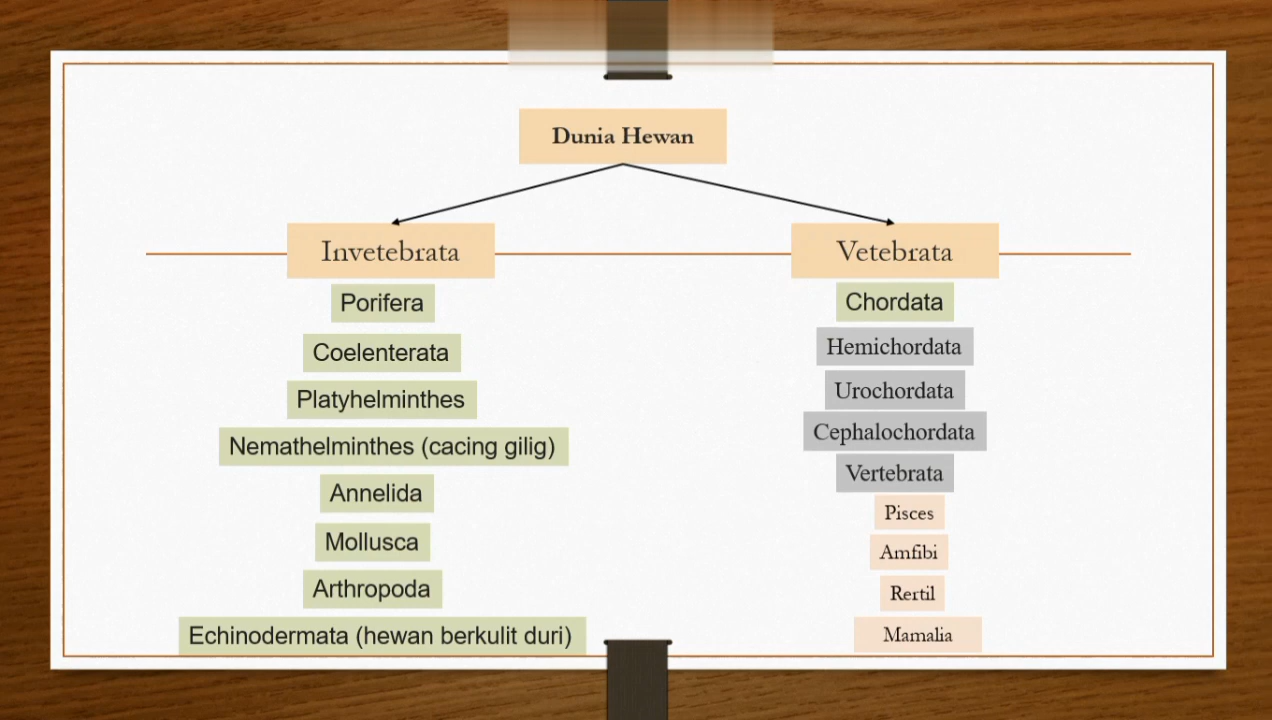 Dunia Hewan
Invetebrata
Vetebrata
Porifera
Coelenterata
Platyhelminthes
Nemathelminthes (cacing gilig)
Annelida
Mollusca
Arthropoda
Echinodermata (hewan berkulit duri)
Chordata
Hemichordata
Urochordata
Cephalochordata
Vertebrata
Pisces
Amfibi
Rertil
Mamalia